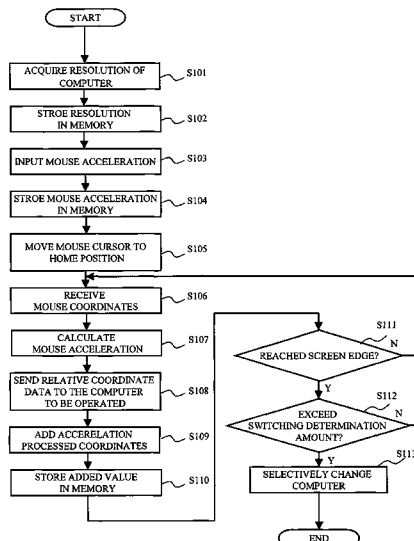 START
ACQUIRE RESOLUTION OF
COMPUTER
S101
STROE RESOLUTION
IN MEMORY
S102
INPUT MOUSE ACCELERATION
S103
STROE MOUSE ACCELERATION
IN MEMORY
S104
MOVE MOUSE CURSOR TO
HOME POSITION
S105
RECEIVE
MOUSE COORDINATES
S106
CALCULATE
MOUSE ACCELERATION
S107
SEND RELATIVE COORDINATE
DATA TO THE COMPUTER
TO BE OPERATED
S108
ADD ACCERELATION
PROCESSED COORDINATES
S109
STORE ADDED VALUE
IN MEMORY
S110
S111
REACHED SCREEN EDGE?
N
Y
S112
EXCEED
SWITCHING DETERMINATION
AMOUNT?
N
Y
S113
SELECTIVELY CHANGE
COMPUTER
END